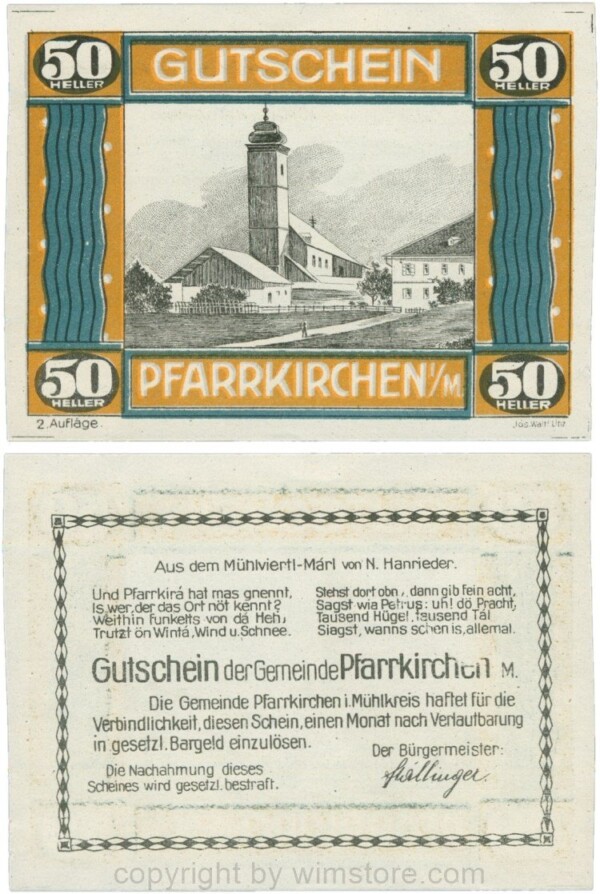 50 HELLER
GUTSCHEIN
50 HELLER
50 HELLER
PFARRKIRCHEN i/M.
50 HELLER
2. Auflage.
Jos. Linz
Aus dem Mühlviertl-Márl von N. Hanrieder.
Und Pfarrkirá hat mas gnennt,
Is wer, der das Ort nöt kennt?
Weithin funkelts von dá Heh,
Trutzt ön Wintá, Wind u. Schnee.
Stehst dort obn, dann gib fein acht,
Sagst wia Petrus: uh! dö Pracht,
Tausend Hügel, tausend Tál
Siagst, wanns schen is, allemal.
Gutschein der Gemeinde Pfarrkirchen M.
Die Gemeinde Pfarrkirchen i. Mühlkreis haftet für die
Verbindlichkeit, diesen Schein, einen Monat nach Verlautbarung
in gesetzl. Bargeld einzulösen.
Der Bürgermeister:
Die Nachahmung dieses
Scheines wird gesetzl. bestraft.
copyright by wimstore.com